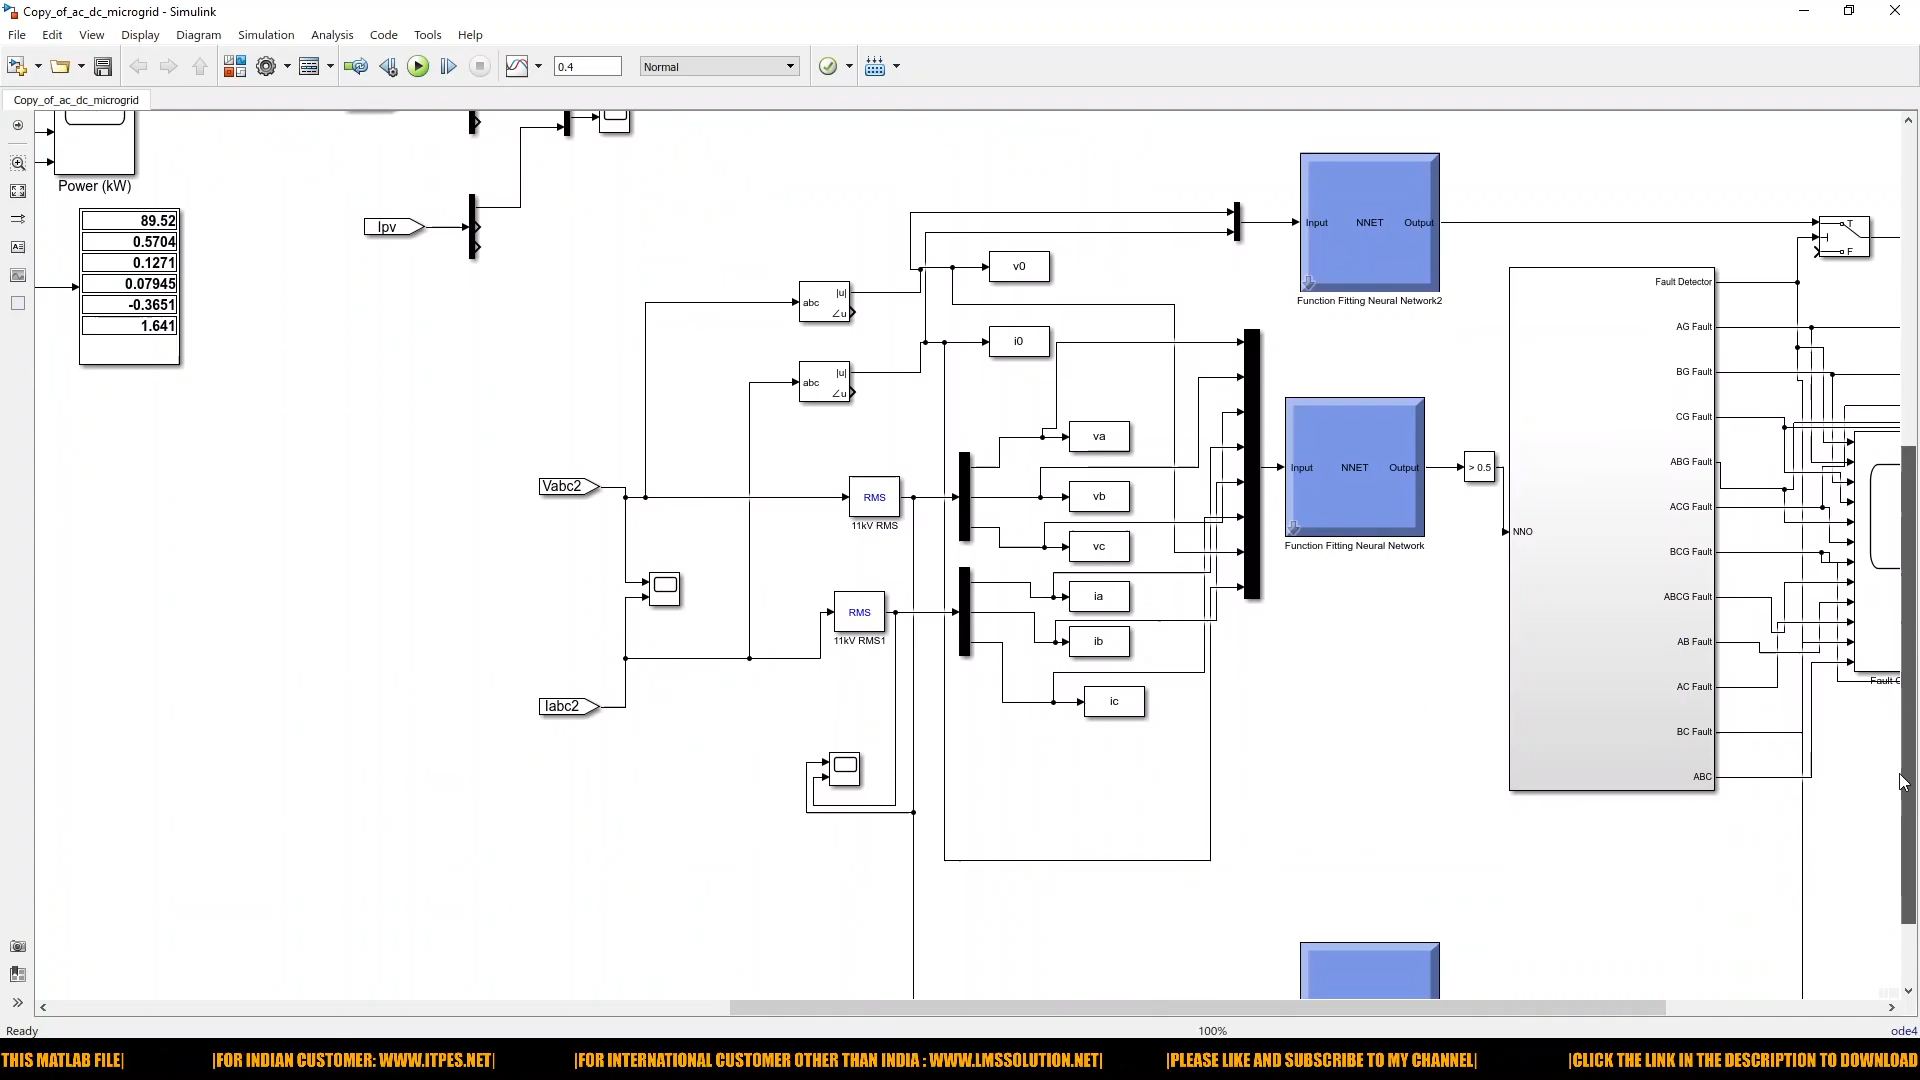 Copy_of_ac_dc_microgrid - Simulink
File Edit View Display Diagram Simulation Analysis Code Tools Help
0.4 Normal
Copy_of_ac_dc_microgrid
Power (kW)
89.52
0.5704
0.1271
0.07945
-0.3651
1.641
Ipv
abc |u| ∠u
abc |u| ∠u
v0
i0
Input NNET Output
Function Fitting Neural Network2
T
F
Vabc2
Iabc2
RMS
11kV RMS
RMS
11kV RMS1
va
vb
vc
ia
ib
ic
Input NNET Output
Function Fitting Neural Network
> 0.5
NNO
Fault Detector
AG Fault
BG Fault
CG Fault
ABG Fault
ACG Fault
BCG Fault
ABCG Fault
AB Fault
AC Fault
BC Fault
ABC
Fault
Ready 100% ode4
THIS MATLAB FILE| |FOR INDIAN CUSTOMER: WWW.ITPES.NET| |FOR INTERNATIONAL CUSTOMER OTHER THAN INDIA : WWW.LMSSOLUTION.NET| |PLEASE LIKE AND SUBSCRIBE TO MY CHANNEL| |CLICK THE LINK IN THE DESCRIPTION TO DOWNLOAD